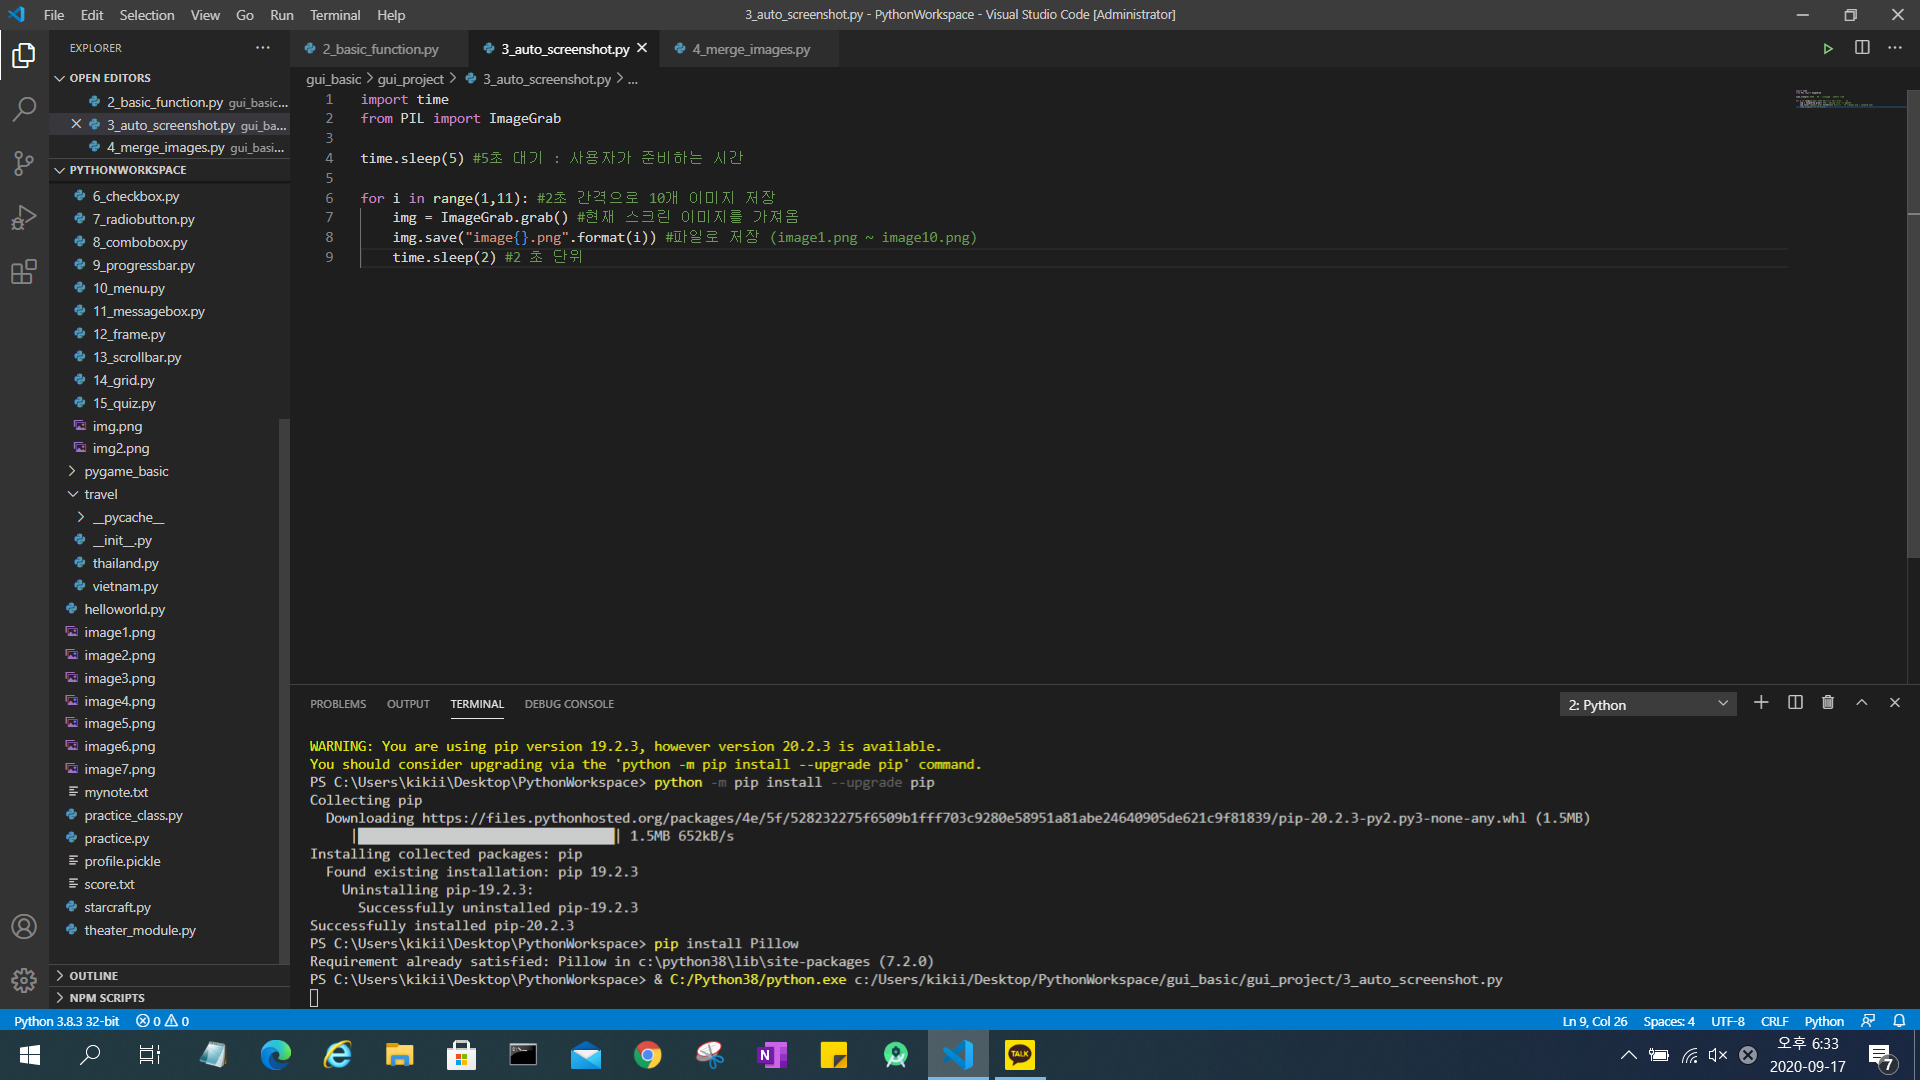 File Edit Selection View Go Run Terminal Help
3_auto_screenshot.py - PythonWorkspace - Visual Studio Code [Administrator]
EXPLORER
OPEN EDITORS
2_basic_function.py gui_basic...
3_auto_screenshot.py gui_ba...
4_merge_images.py gui_basi...
PYTHONWORKSPACE
6_checkbox.py
7_radiobutton.py
8_combobox.py
9_progressbar.py
10_menu.py
11_messagebox.py
12_frame.py
13_scrollbar.py
14_grid.py
15_quiz.py
img.png
img2.png
pygame_basic
travel
__pycache__
__init__.py
thailand.py
vietnam.py
helloworld.py
image1.png
image2.png
image3.png
image4.png
image5.png
image6.png
image7.png
mynote.txt
practice_class.py
practice.py
profile.pickle
score.txt
starcraft.py
theater_module.py
OUTLINE
NPM SCRIPTS
2_basic_function.py 3_auto_screenshot.py 4_merge_images.py
gui_basic > gui_project > 3_auto_screenshot.py > ...
1 import time
2 from PIL import ImageGrab
3
4 time.sleep(5) #5초 대기 : 사용자가 준비하는 시간
5
6 for i in range(1,11): #2초 간격으로 10개 이미지 저장
7 img = ImageGrab.grab() #현재 스크린 이미지를 가져옴
8 img.save("image{}.png".format(i)) #파일로 저장 (image1.png ~ image10.png)
9 time.sleep(2) #2 초 단위
PROBLEMS OUTPUT TERMINAL DEBUG CONSOLE
2: Python
WARNING: You are using pip version 19.2.3, however version 20.2.3 is available.
You should consider upgrading via the 'python -m pip install --upgrade pip' command.
PS C:\Users\kikii\Desktop\PythonWorkspace> python -m pip install --upgrade pip
Collecting pip
Downloading https://files.pythonhosted.org/packages/4e/5f/528232275f6509b1fff703c9280e58951a81abe24640905de621c9f81839/pip-20.2.3-py2.py3-none-any.whl (1.5MB)
| | 1.5MB 652kB/s
Installing collected packages: pip
Found existing installation: pip 19.2.3
Uninstalling pip-19.2.3:
Successfully uninstalled pip-19.2.3
Successfully installed pip-20.2.3
PS C:\Users\kikii\Desktop\PythonWorkspace> pip install Pillow
Requirement already satisfied: Pillow in c:\python38\lib\site-packages (7.2.0)
PS C:\Users\kikii\Desktop\PythonWorkspace> & C:/Python38/python.exe c:/Users/kikii/Desktop/PythonWorkspace/gui_basic/gui_project/3_auto_screenshot.py
Python 3.8.3 32-bit 0 0
Ln 9, Col 26 Spaces: 4 UTF-8 CRLF Python
N
TALK
오후 6:33
2020-09-17
7